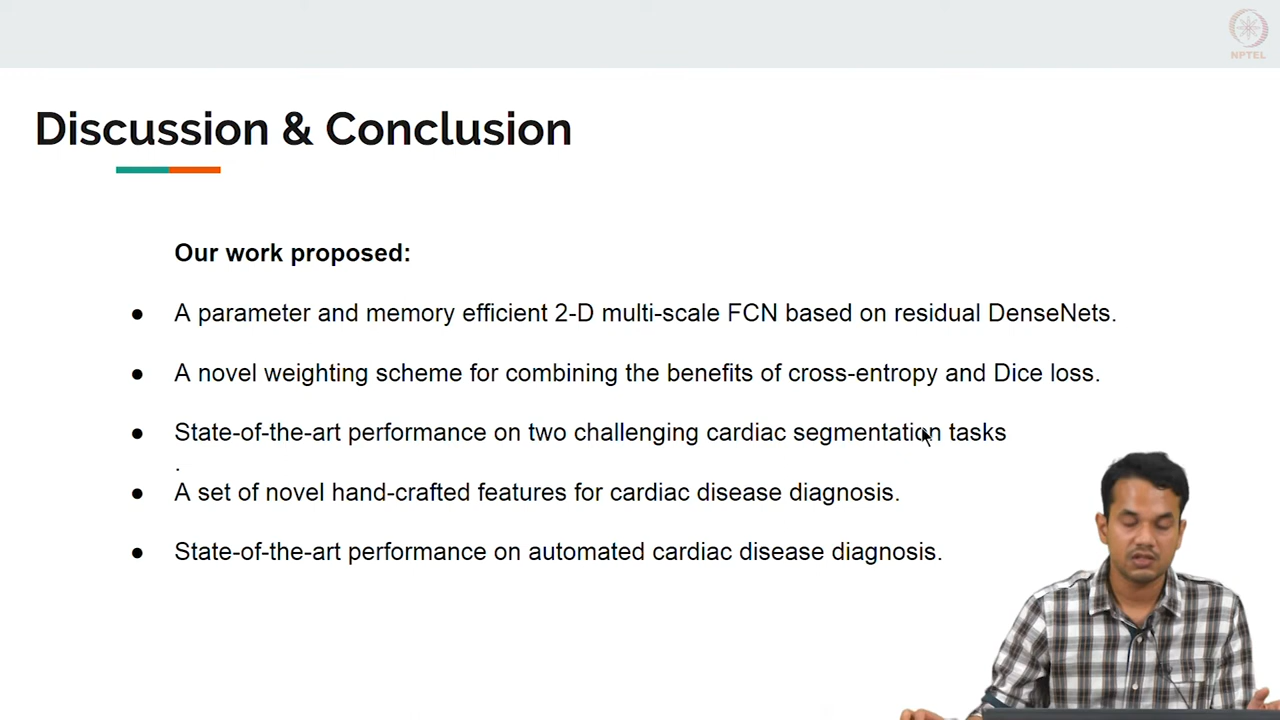 NPTEL
Discussion & Conclusion
Our work proposed:
● A parameter and memory efficient 2-D multi-scale FCN based on residual DenseNets.
● A novel weighting scheme for combining the benefits of cross-entropy and Dice loss.
● State-of-the-art performance on two challenging cardiac segmentation tasks
.
● A set of novel hand-crafted features for cardiac disease diagnosis.
● State-of-the-art performance on automated cardiac disease diagnosis.